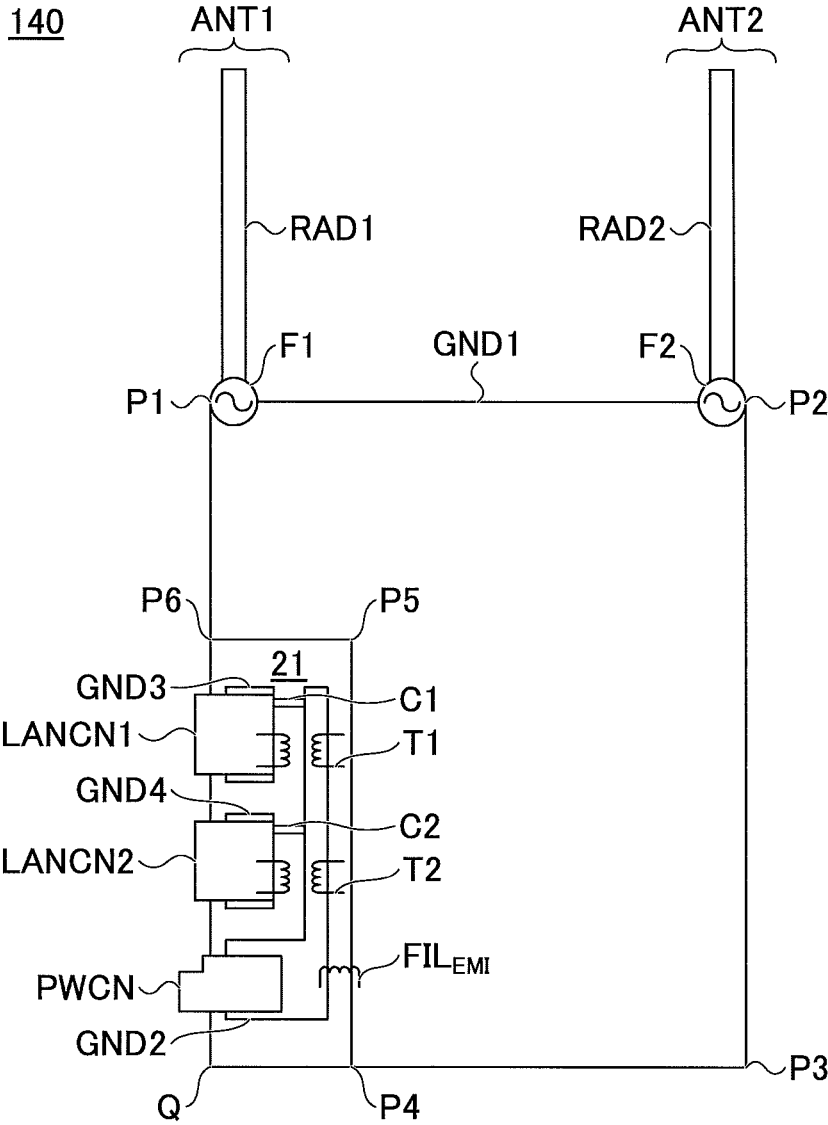 140
ANT1
ANT2
RAD1
RAD2
F1
GND1
F2
P1
P2
P6
P5
21
GND3
C1
LANCN1
T1
GND4
C2
LANCN2
T2
FILEMI
PWCN
GND2
P3
Q
P4